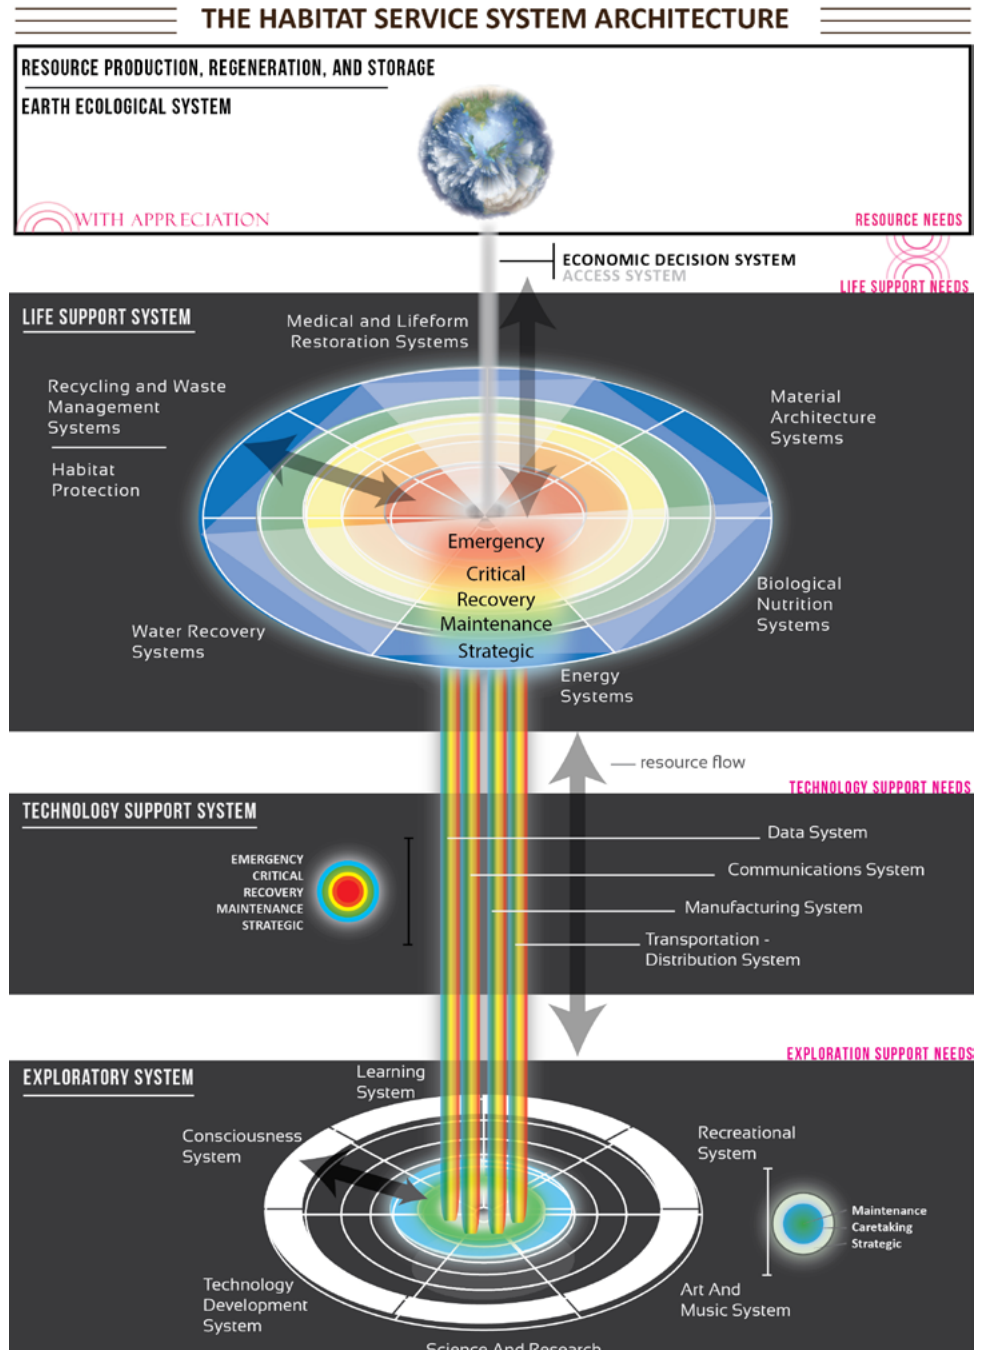 THE HABITAT SERVICE SYSTEM ARCHITECTURE
RESOURCE PRODUCTION, REGENERATION, AND STORAGE
EARTH ECOLOGICAL SYSTEM
WITH APPRECIATION
RESOURCE NEEDS
ECONOMIC DECISION SYSTEM
ACCESS SYSTEM
LIFE SUPPORT NEEDS
LIFE SUPPORT SYSTEM
Medical and Lifeform
Restoration Systems
Recycling and Waste
Management
Systems
Habitat
Protection
Material
Architecture
Systems
Emergency
Critical
Recovery
Maintenance
Strategic
Biological
Nutrition
Systems
Water Recovery
Systems
Energy
Systems
resource flow
TECHNOLOGY SUPPORT NEEDS
TECHNOLOGY SUPPORT SYSTEM
EMERGENCY
CRITICAL
RECOVERY
MAINTENANCE
STRATEGIC
Data System
Communications System
Manufacturing System
Transportation -
Distribution System
EXPLORATION SUPPORT NEEDS
EXPLORATORY SYSTEM
Learning
System
Consciousness
System
Recreational
System
Maintenance
Caretaking
Strategic
Technology
Development
System
Art And
Music System
Science And Research